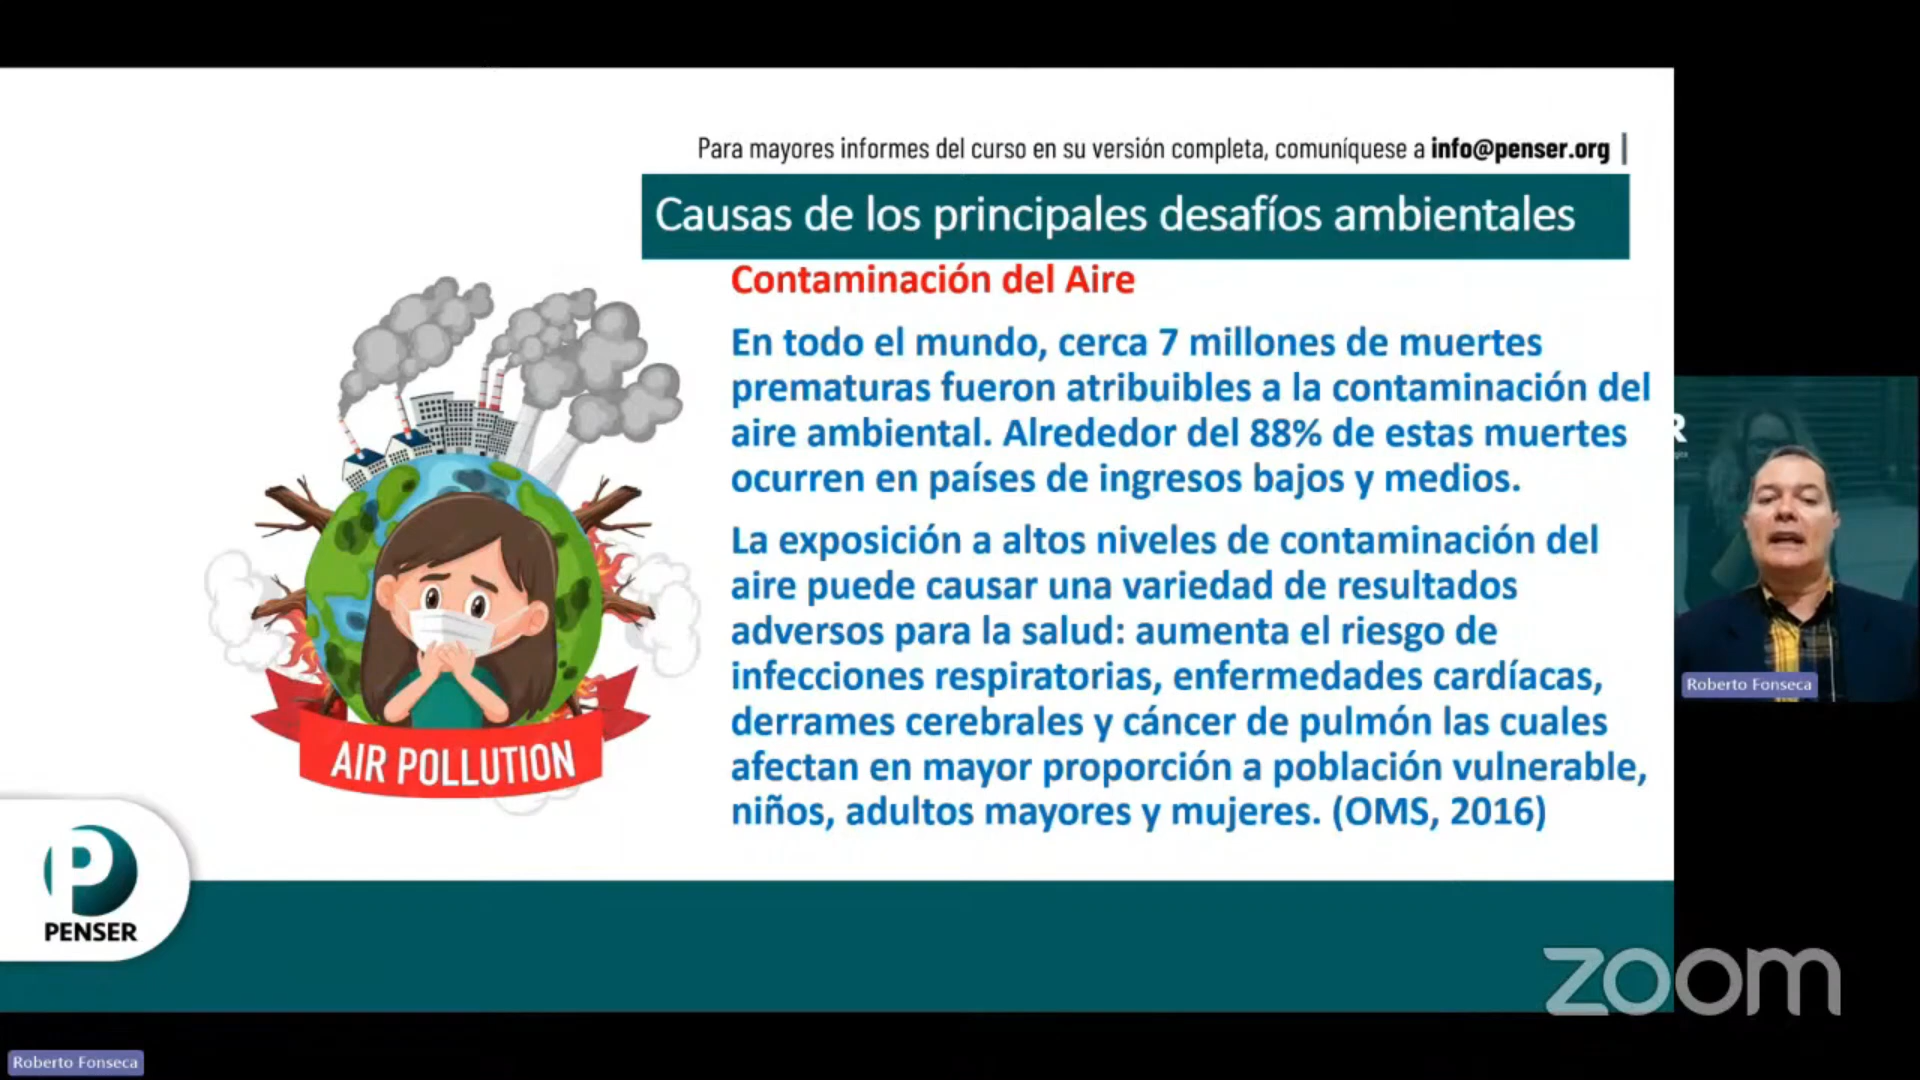 Para mayores informes del curso en su versión completa, comuníquese a info@penser.org |
Causas de los principales desafíos ambientales
Contaminación del Aire
En todo el mundo, cerca 7 millones de muertes
prematuras fueron atribuibles a la contaminación del
aire ambiental. Alrededor del 88% de estas muertes
ocurren en países de ingresos bajos y medios.
La exposición a altos niveles de contaminación del
aire puede causar una variedad de resultados
adversos para la salud: aumenta el riesgo de
infecciones respiratorias, enfermedades cardíacas,
derrames cerebrales y cáncer de pulmón las cuales
afectan en mayor proporción a población vulnerable,
niños, adultos mayores y mujeres. (OMS, 2016)
AIR POLLUTION
PENSER
R
Roberto Fonseca
zoom
Roberto Fonseca